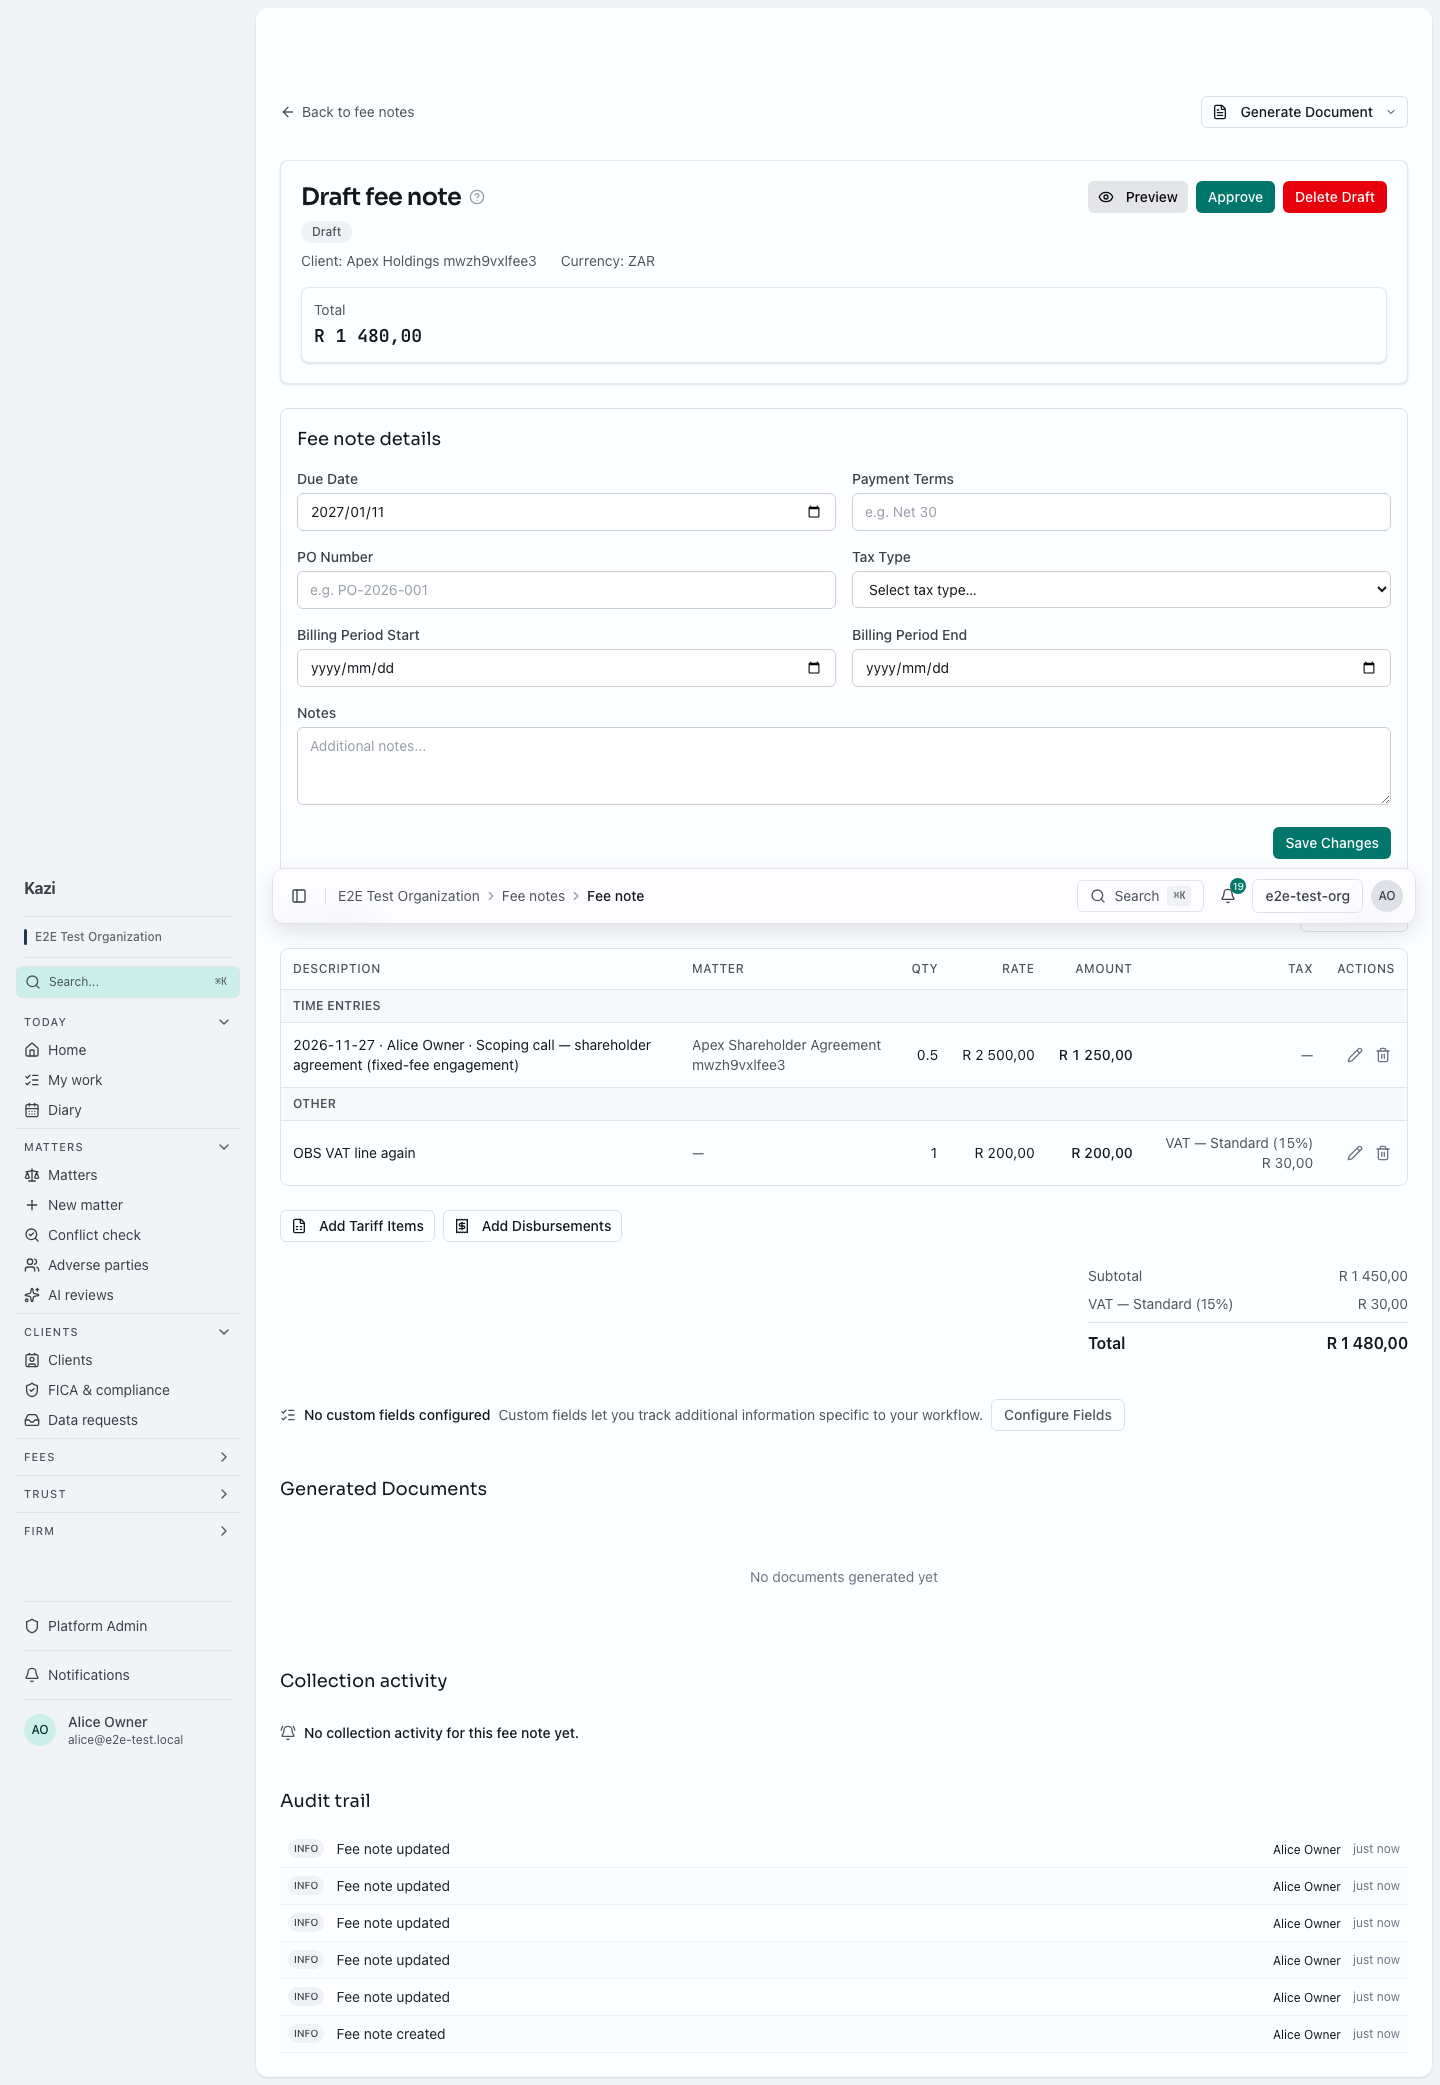 Back to fee notes
Generate Document
Draft fee note
Preview
Approve
Delete Draft
Draft
Client: Apex Holdings mwzh9vxlfee3
Currency: ZAR
Total
R 1 480,00
Fee note details
Due Date
Payment Terms
2027/01/11
e.g. Net 30
PO Number
Tax Type
e.g. PO-2026-001
Select tax type...
Billing Period Start
Billing Period End
yyyy/mm/dd
yyyy/mm/dd
Notes
Additional notes...
Save Changes
Kazi
E2E Test Organization
Search...
⌘K
TODAY
Home
My work
Diary
MATTERS
Matters
New matter
Conflict check
Adverse parties
AI reviews
CLIENTS
Clients
FICA & compliance
Data requests
FEES
TRUST
FIRM
Platform Admin
Notifications
AO
Alice Owner
alice@e2e-test.local
E2E Test Organization
Fee notes
Fee note
Search
⌘K
19
e2e-test-org
AO
DESCRIPTION
MATTER
QTY
RATE
AMOUNT
TAX
ACTIONS
TIME ENTRIES
2026-11-27 · Alice Owner · Scoping call — shareholder
agreement (fixed-fee engagement)
Apex Shareholder Agreement
mwzh9vxlfee3
0.5
R 2 500,00
R 1 250,00
—
OTHER
OBS VAT line again
—
1
R 200,00
R 200,00
VAT — Standard (15%)
R 30,00
Add Tariff Items
Add Disbursements
Subtotal
R 1 450,00
VAT — Standard (15%)
R 30,00
Total
R 1 480,00
No custom fields configured
Custom fields let you track additional information specific to your workflow.
Configure Fields
Generated Documents
No documents generated yet
Collection activity
No collection activity for this fee note yet.
Audit trail
INFO
Fee note updated
Alice Owner
just now
INFO
Fee note updated
Alice Owner
just now
INFO
Fee note updated
Alice Owner
just now
INFO
Fee note updated
Alice Owner
just now
INFO
Fee note updated
Alice Owner
just now
INFO
Fee note created
Alice Owner
just now